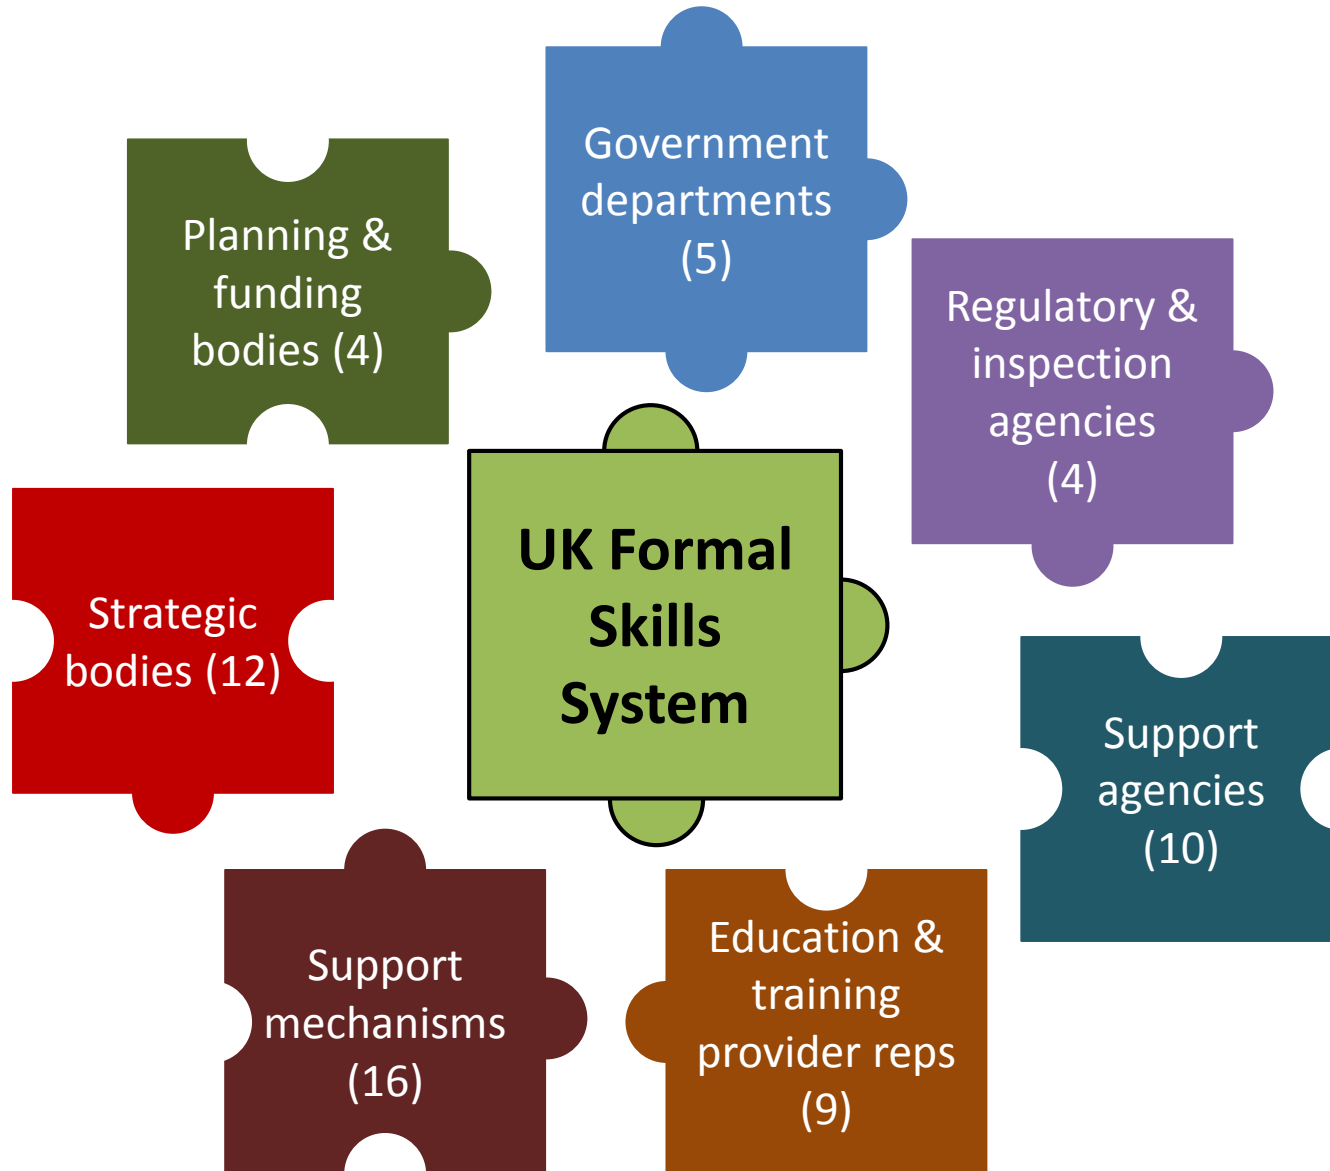 Government
departments
(5)
Planning &
funding
bodies (4)
Regulatory &
inspection
agencies
(4)
UK Formal
Skills
System
Strategic
bodies (12)
Support
agencies
(10)
Support
mechanisms
(16)
Education &
training
provider reps
(9)